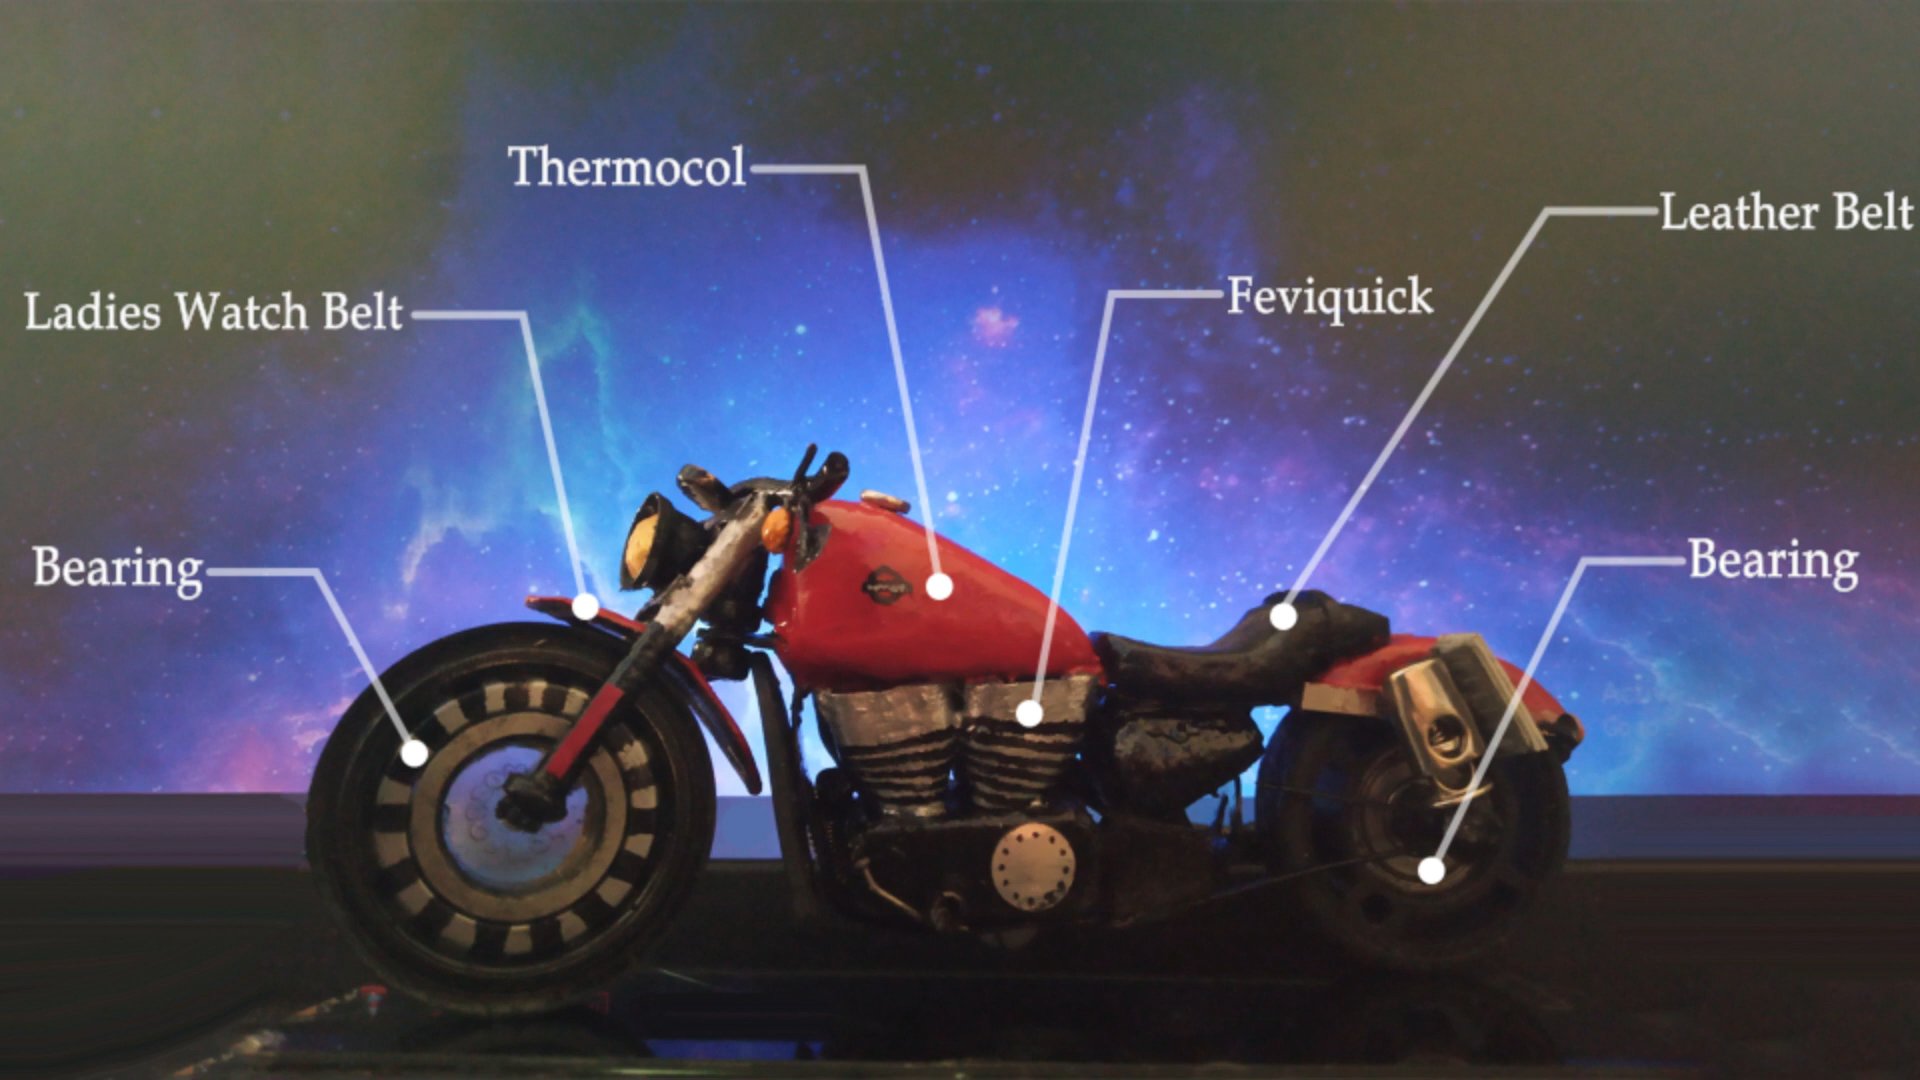 Thermocol
Leather Belt
Ladies Watch Belt
Feviquick
Bearing
Bearing